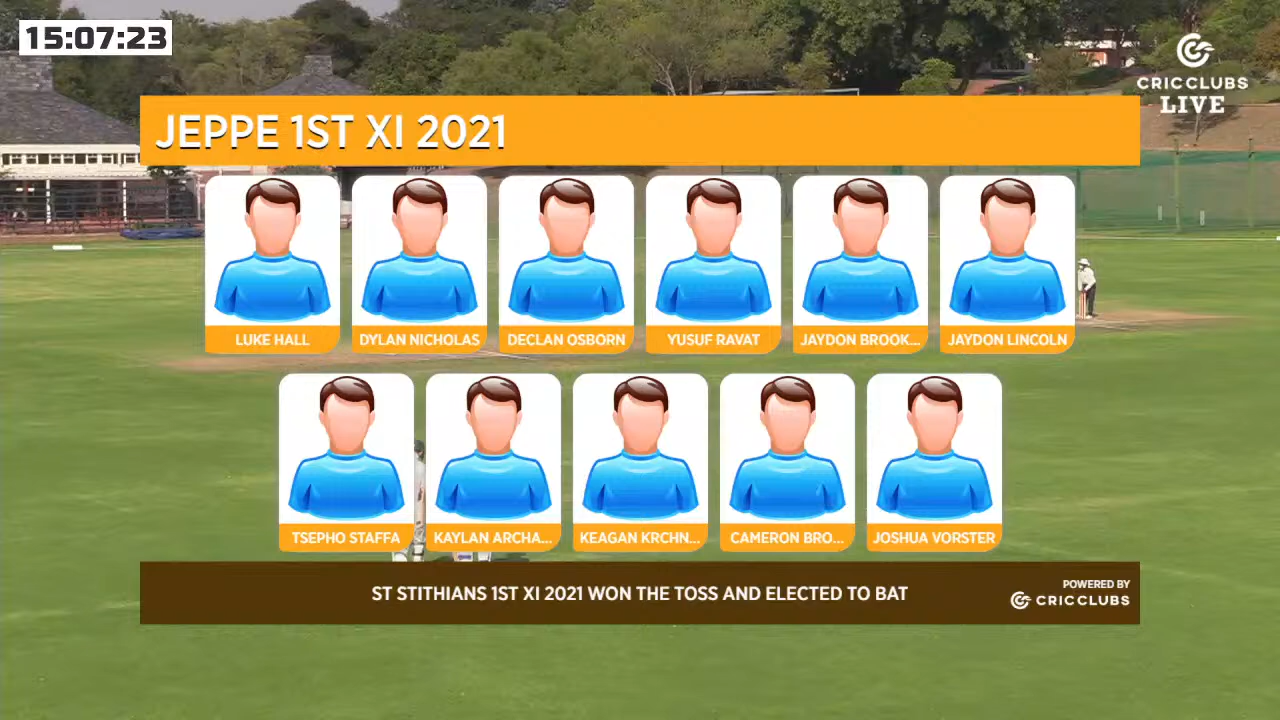 15:07:23
CRICCLUBS
LIVE
JEPPE 1ST XI 2021
LUKE HALL
DYLAN NICHOLAS
DECLAN OSBORN
YUSUF RAVAT
JAYDON BROOK...
JAYDON LINCOLN
TSEPHO STAFFA
KAYLAN ARCHA...
KEAGAN KRCHN...
CAMERON BRO...
JOSHUA VORSTER
ST STITHIANS 1ST XI 2021 WON THE TOSS AND ELECTED TO BAT
POWERED BY
CRICCLUBS